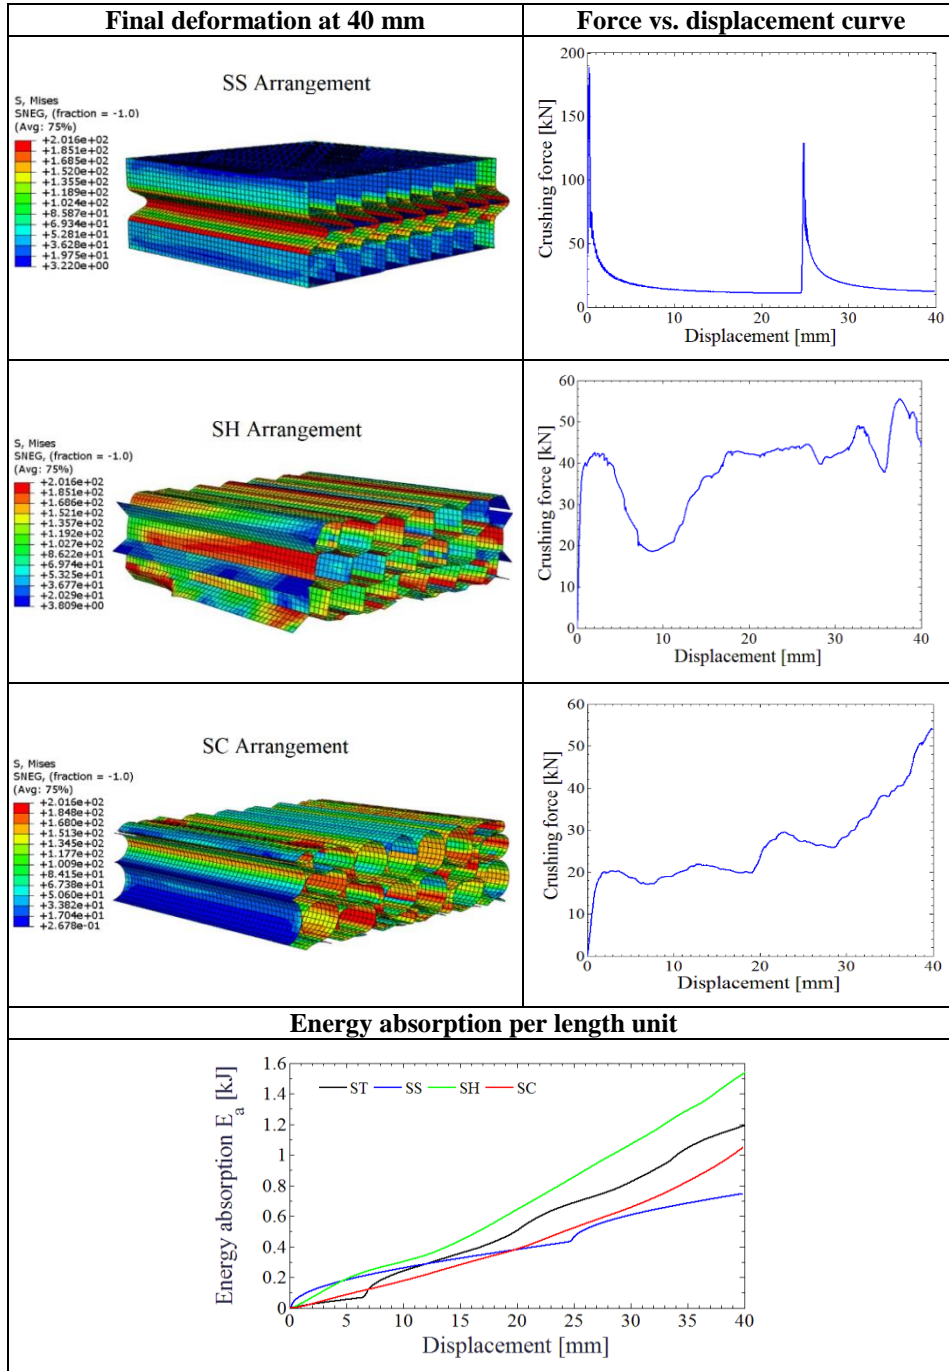 Final deformation at 40 mm
Force vs. displacement curve
SS Arrangement
S, Mises
SNEG, (fraction = -1.0)
(Avg: 75%)
+2.016e+02
+1.851e+02
+1.685e+02
+1.520e+02
+1.355e+02
+1.189e+02
+1.024e+02
+8.587e+01
+6.934e+01
+5.281e+01
+3.628e+01
+1.975e+01
+3.220e+00
Crushing force [kN]
200
150
100
50
0
0 10 20 30 40
Displacement [mm]
SH Arrangement
S, Mises
SNEG, (fraction = -1.0)
(Avg: 75%)
+2.016e+02
+1.851e+02
+1.686e+02
+1.521e+02
+1.357e+02
+1.192e+02
+1.027e+02
+8.622e+01
+6.974e+01
+5.325e+01
+3.677e+01
+2.029e+01
+3.809e+00
Crushing force [kN]
60
50
40
30
20
10
0
0 10 20 30 40
Displacement [mm]
SC Arrangement
S, Mises
SNEG, (fraction = -1.0)
(Avg: 75%)
+2.016e+02
+1.848e+02
+1.680e+02
+1.513e+02
+1.345e+02
+1.177e+02
+1.009e+02
+8.415e+01
+6.738e+01
+5.060e+01
+3.382e+01
+1.704e+01
+2.678e-01
Crushing force [kN]
60
50
40
30
20
10
0
0 10 20 30 40
Displacement [mm]
Energy absorption per length unit
Energy absorption Ea [kJ]
1.6
1.4
1.2
1
0.8
0.6
0.4
0.2
0
ST SS SH SC
0 5 10 15 20 25 30 35 40
Displacement [mm]